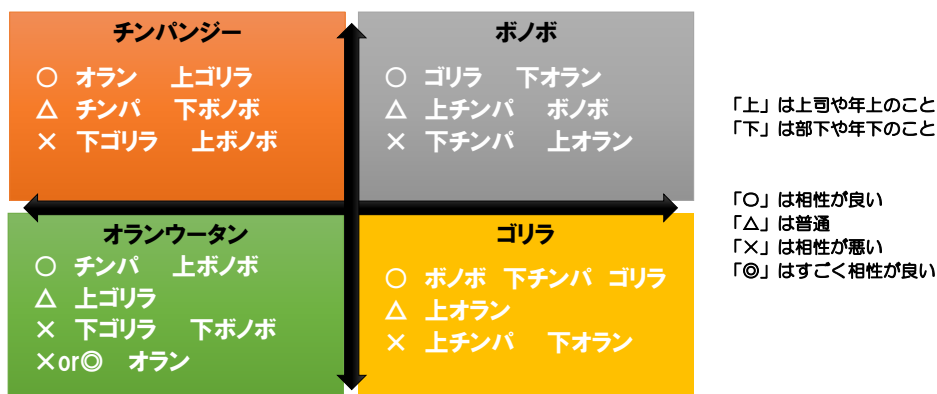 チンパンジー
○ オラン 上ゴリラ
△ チンパ 下ボノボ
× 下ゴリラ 上ボノボ
ボノボ
○ ゴリラ 下オラン
△ 上チンパ ボノボ
× 下チンパ 上オラン
オランウータン
○ チンパ 上ボノボ
△ 上ゴリラ
× 下ゴリラ 下ボノボ
×or◎ オラン
ゴリラ
○ ボノボ 下チンパ ゴリラ
△ 上オラン
× 上チンパ 下オラン
「上」は上司や年上のこと
「下」は部下や年下のこと
「○」は相性が良い
「△」は普通
「×」は相性が悪い
「◎」はすごく相性が良い